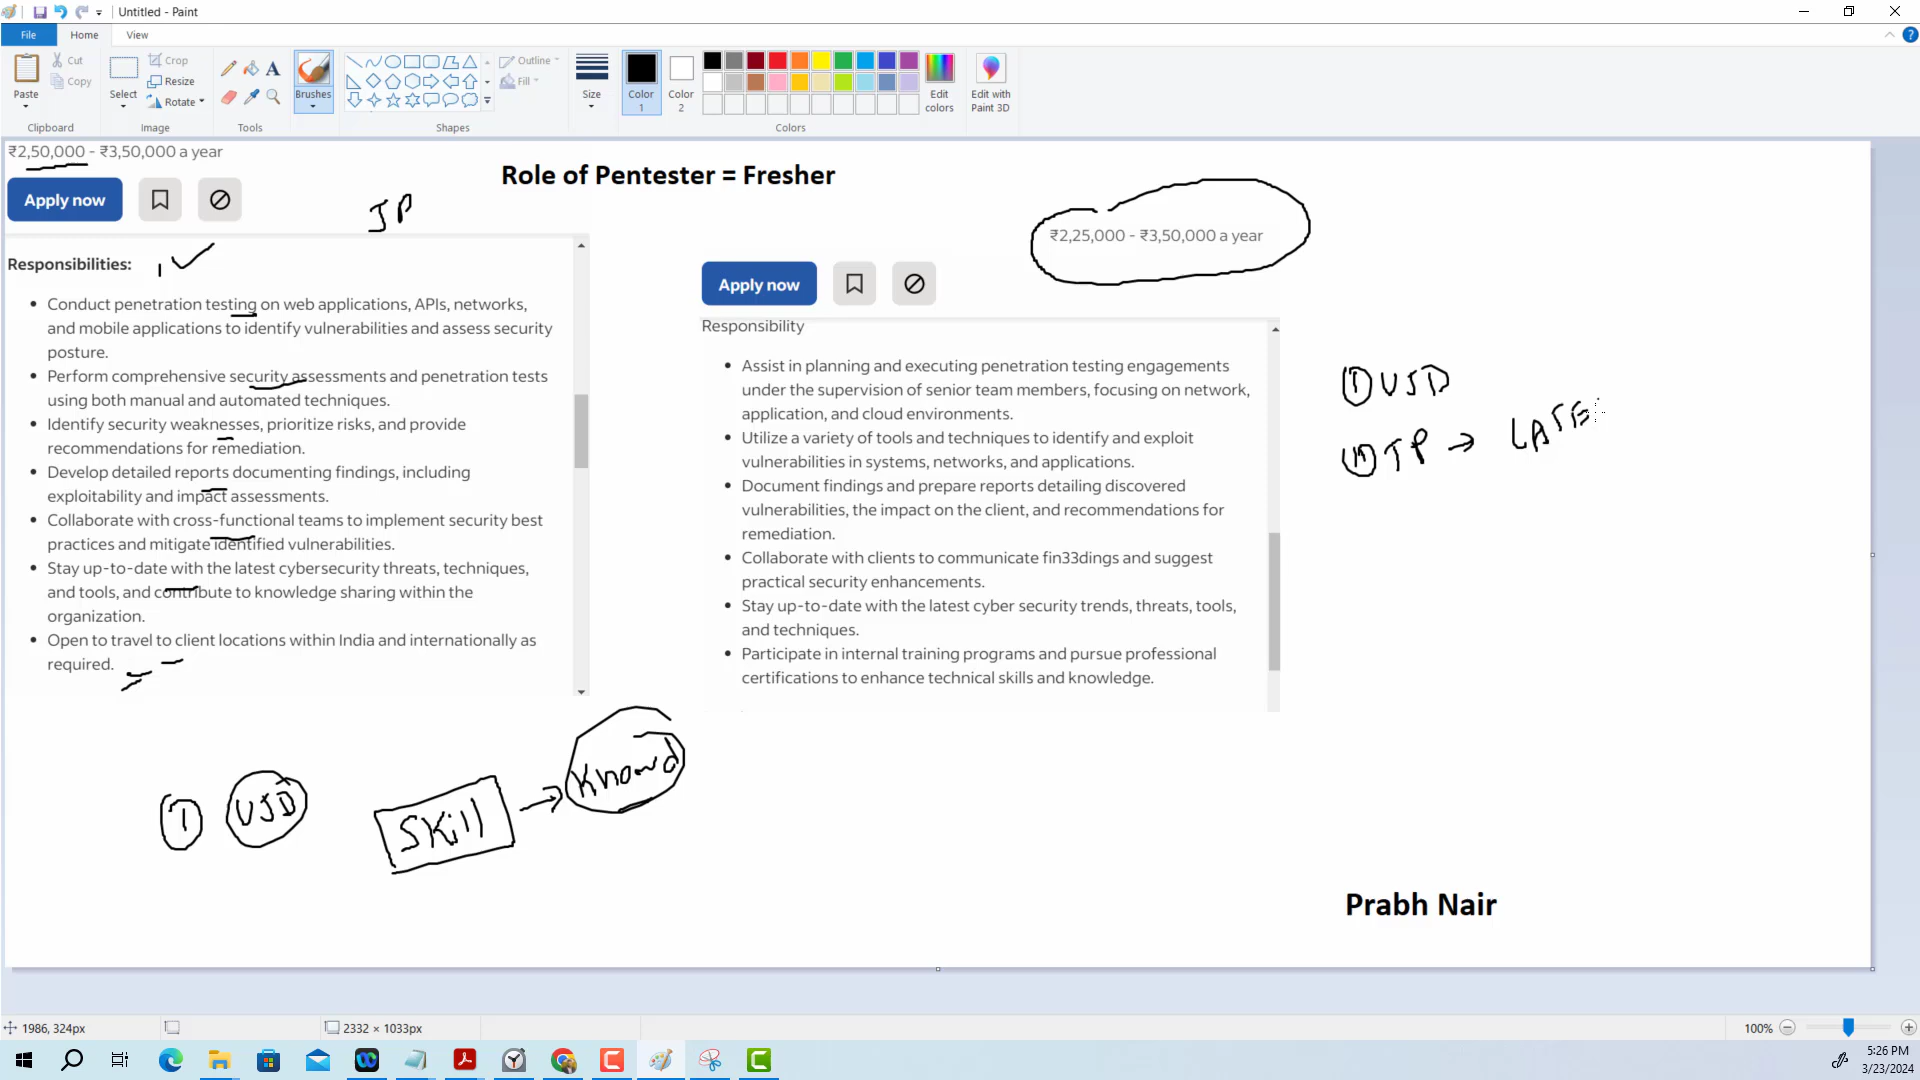 Untitled - Paint
File
Home
View
Paste
Cut
Copy
Clipboard
Select
Crop
Resize
Rotate
Image
Tools
Brushes
Shapes
Outline
Fill
Size
Color
1
Color
2
Edit
colors
Edit with
Paint 3D
Colors
₹2,50,000 - ₹3,50,000 a year
Apply now
Role of Pentester = Fresher
JP
Responsibilities:
Conduct penetration testing on web applications, APIs, networks,
and mobile applications to identify vulnerabilities and assess security
posture.
Perform comprehensive security assessments and penetration tests
using both manual and automated techniques.
Identify security weaknesses, prioritize risks, and provide
recommendations for remediation.
Develop detailed reports documenting findings, including
exploitability and impact assessments.
Collaborate with cross-functional teams to implement security best
practices and mitigate identified vulnerabilities.
Stay up-to-date with the latest cybersecurity threats, techniques,
and tools, and contribute to knowledge sharing within the
organization.
Open to travel to client locations within India and internationally as
required.
₹2,25,000 - ₹3,50,000 a year
Apply now
Responsibility
Assist in planning and executing penetration testing engagements
under the supervision of senior team members, focusing on network,
application, and cloud environments.
Utilize a variety of tools and techniques to identify and exploit
vulnerabilities in systems, networks, and applications.
Document findings and prepare reports detailing discovered
vulnerabilities, the impact on the client, and recommendations for
remediation.
Collaborate with clients to communicate fin33dings and suggest
practical security enhancements.
Stay up-to-date with the latest cyber security trends, threats, tools,
and techniques.
Participate in internal training programs and pursue professional
certifications to enhance technical skills and knowledge.
1 USD
TP → LATE
1 USD
Skill → Knowd
Prabh Nair
1986, 324px
2332 × 1033px
100%
5:26 PM
3/23/2024